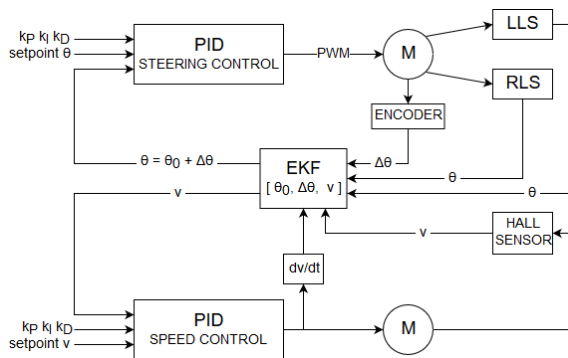 kP kI kD
setpoint θ
PID
STEERING CONTROL
PWM
M
LLS
RLS
ENCODER
θ = θ0 + Δθ
v
EKF
[ θ0, Δθ, v ]
Δθ
θ
θ
v
HALL
SENSOR
dv/dt
kP kI kD
setpoint v
PID
SPEED CONTROL
M